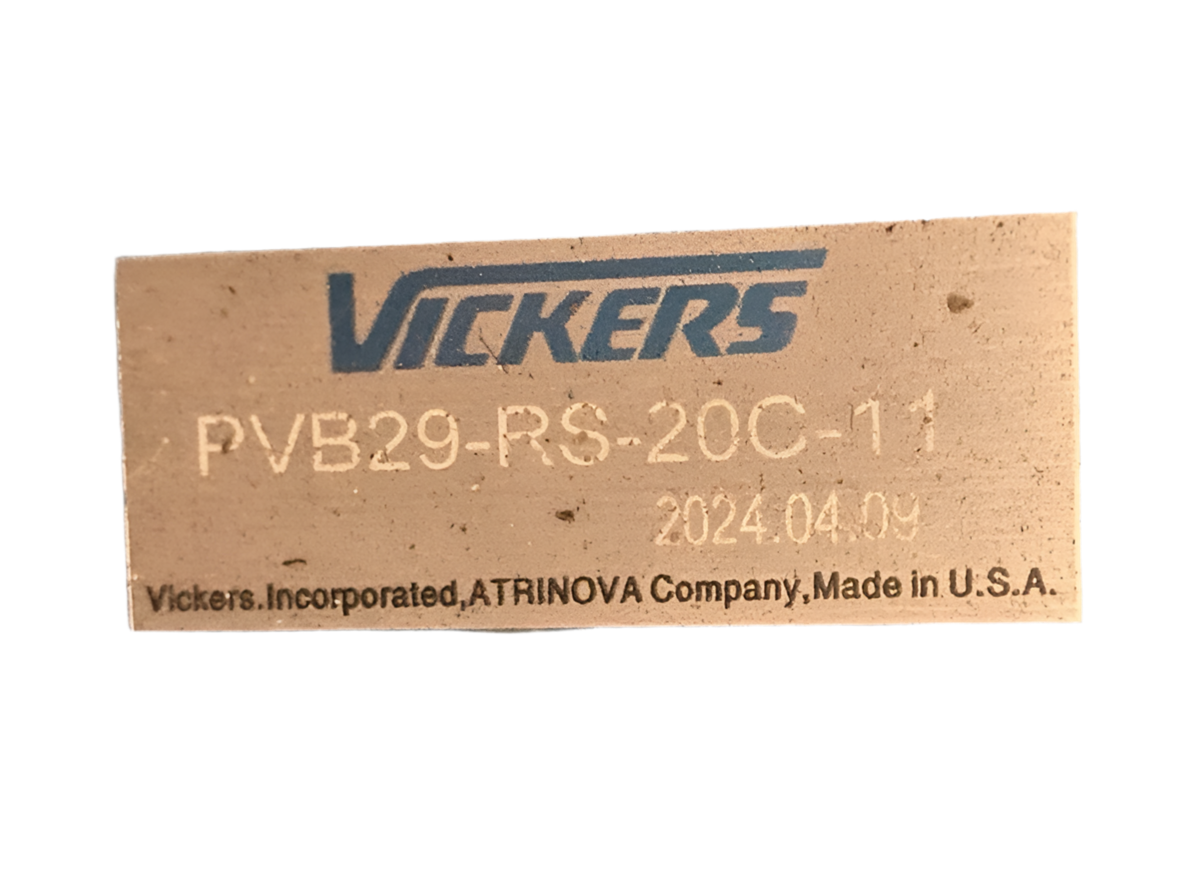 VICKERS
PVB29-RS-20C-11
2024.04.09
Vickers.Incorporated,ATRINOVA Company,Made in U.S.A.